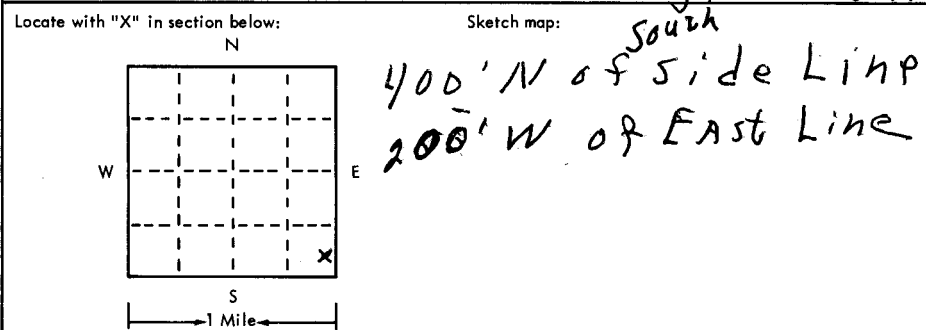 Locate with "X" in section below:
Sketch map:
N
W
E
X
S
1 Mile
South
400' N of side Line
200' W of EAst Line